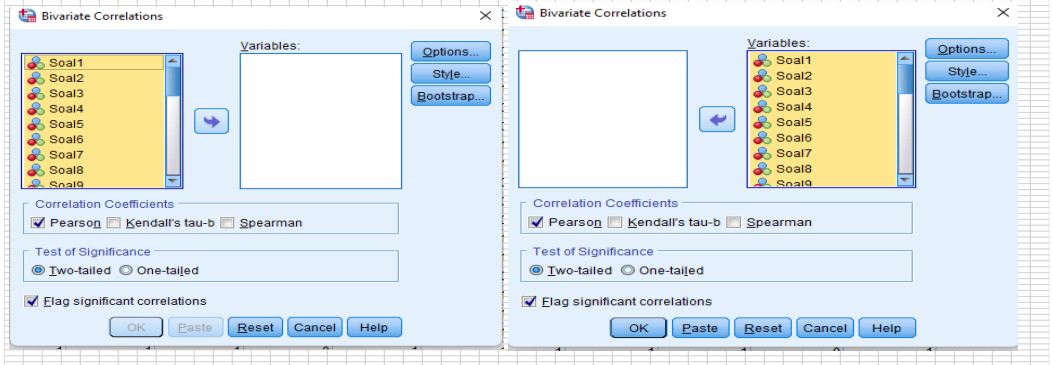 Bivariate Correlations
Variables:
Soal1
Soal2
Soal3
Soal4
Soal5
Soal6
Soal7
Soal8
Soal9
Options...
Style...
Bootstrap...
Correlation Coefficients
Pearson Kendall's tau-b Spearman
Test of Significance
Two-tailed One-tailed
Flag significant correlations
OK Paste Reset Cancel Help
Bivariate Correlations
Variables:
Soal1
Soal2
Soal3
Soal4
Soal5
Soal6
Soal7
Soal8
Soal9
Options...
Style...
Bootstrap...
Correlation Coefficients
Pearson Kendall's tau-b Spearman
Test of Significance
Two-tailed One-tailed
Flag significant correlations
OK Paste Reset Cancel Help